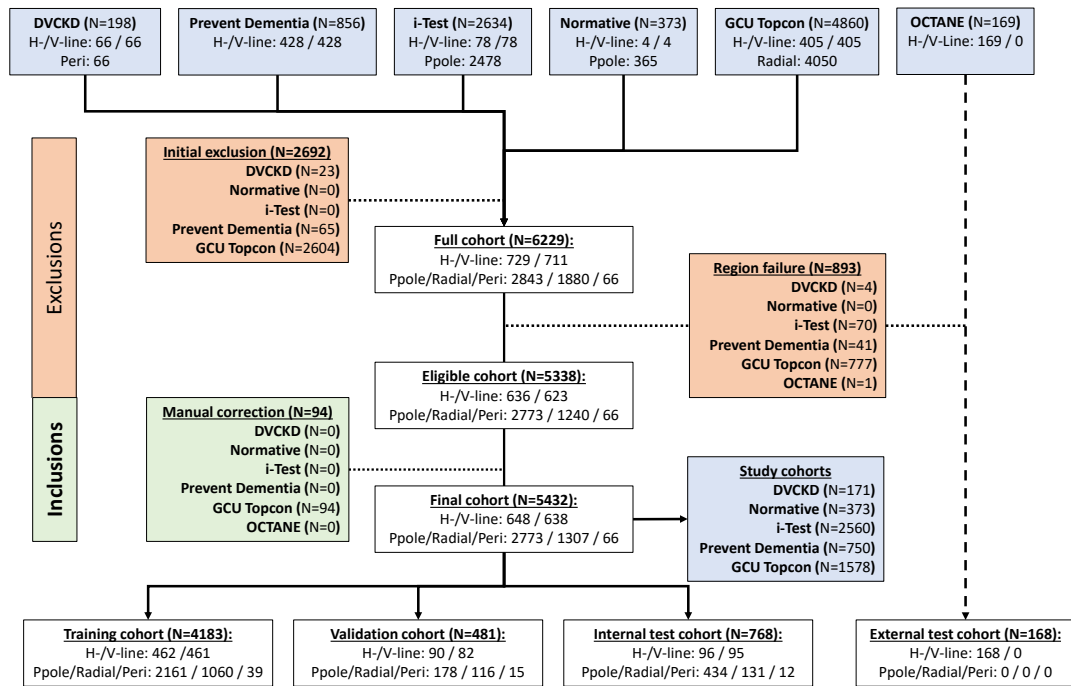 DVCKD (N=198)
H-/V-line: 66 / 66
Peri: 66
Prevent Dementia (N=856)
H-/V-line: 428 / 428
i-Test (N=2634)
H-/V-line: 78 /78
Ppole: 2478
Normative (N=373)
H-/V-line: 4 / 4
Ppole: 365
GCU Topcon (N=4860)
H-/V-line: 405 / 405
Radial: 4050
OCTANE (N=169)
H-/V-Line: 169 / 0
Exclusions
Initial exclusion (N=2692)
DVCKD (N=23)
Normative (N=0)
i-Test (N=0)
Prevent Dementia (N=65)
GCU Topcon (N=2604)
Full cohort (N=6229):
H-/V-line: 729 / 711
Ppole/Radial/Peri: 2843 / 1880 / 66
Region failure (N=893)
DVCKD (N=4)
Normative (N=0)
i-Test (N=70)
Prevent Dementia (N=41)
GCU Topcon (N=777)
OCTANE (N=1)
Eligible cohort (N=5338):
H-/V-line: 636 / 623
Ppole/Radial/Peri: 2773 / 1240 / 66
Inclusions
Manual correction (N=94)
DVCKD (N=0)
Normative (N=0)
i-Test (N=0)
Prevent Dementia (N=0)
GCU Topcon (N=94)
OCTANE (N=0)
Final cohort (N=5432)
H-/V-line: 648 / 638
Ppole/Radial/Peri: 2773 / 1307 / 66
Study cohorts
DVCKD (N=171)
Normative (N=373)
i-Test (N=2560)
Prevent Dementia (N=750)
GCU Topcon (N=1578)
Training cohort (N=4183):
H-/V-line: 462 /461
Ppole/Radial/Peri: 2161 / 1060 / 39
Validation cohort (N=481):
H-/V-line: 90 / 82
Ppole/Radial/Peri: 178 / 116 / 15
Internal test cohort (N=768):
H-/V-line: 96 / 95
Ppole/Radial/Peri: 434 / 131 / 12
External test cohort (N=168):
H-/V-line: 168 / 0
Ppole/Radial/Peri: 0 / 0 / 0